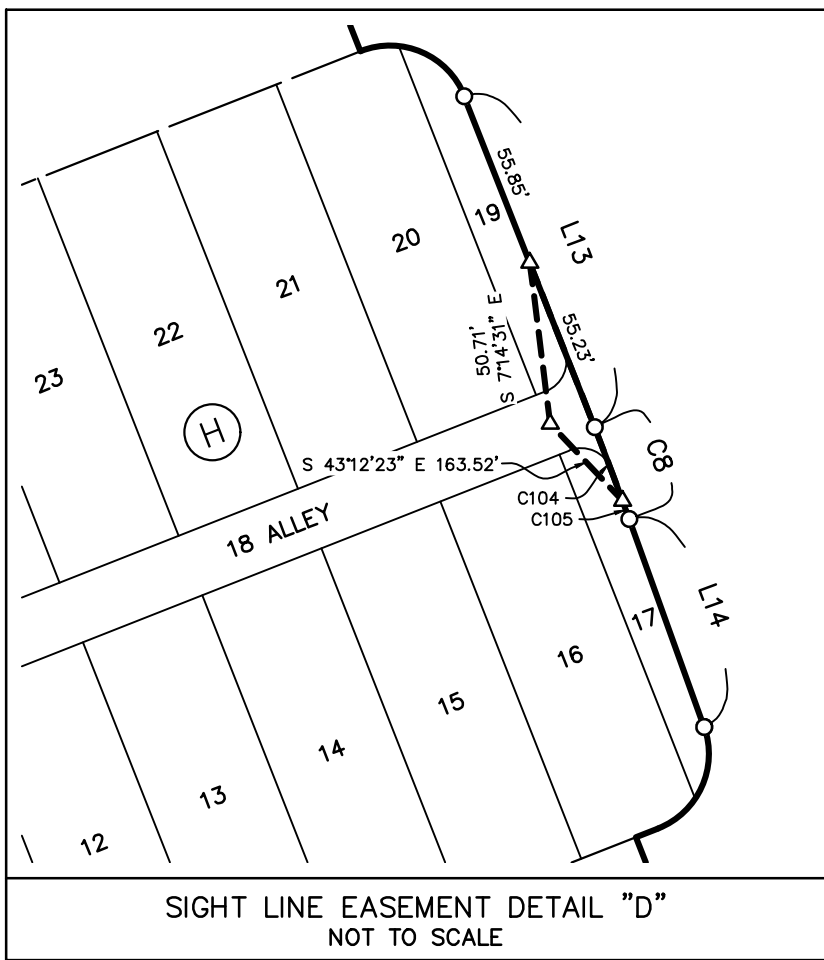 55.85'
19
L13
20
21
22
23
H
50.71'
S 7°14'31" E
55.23'
S 43°12'23" E 163.52'
C8
C104
C105
18 ALLEY
L14
17
16
15
14
13
12
SIGHT LINE EASEMENT DETAIL "D"
NOT TO SCALE